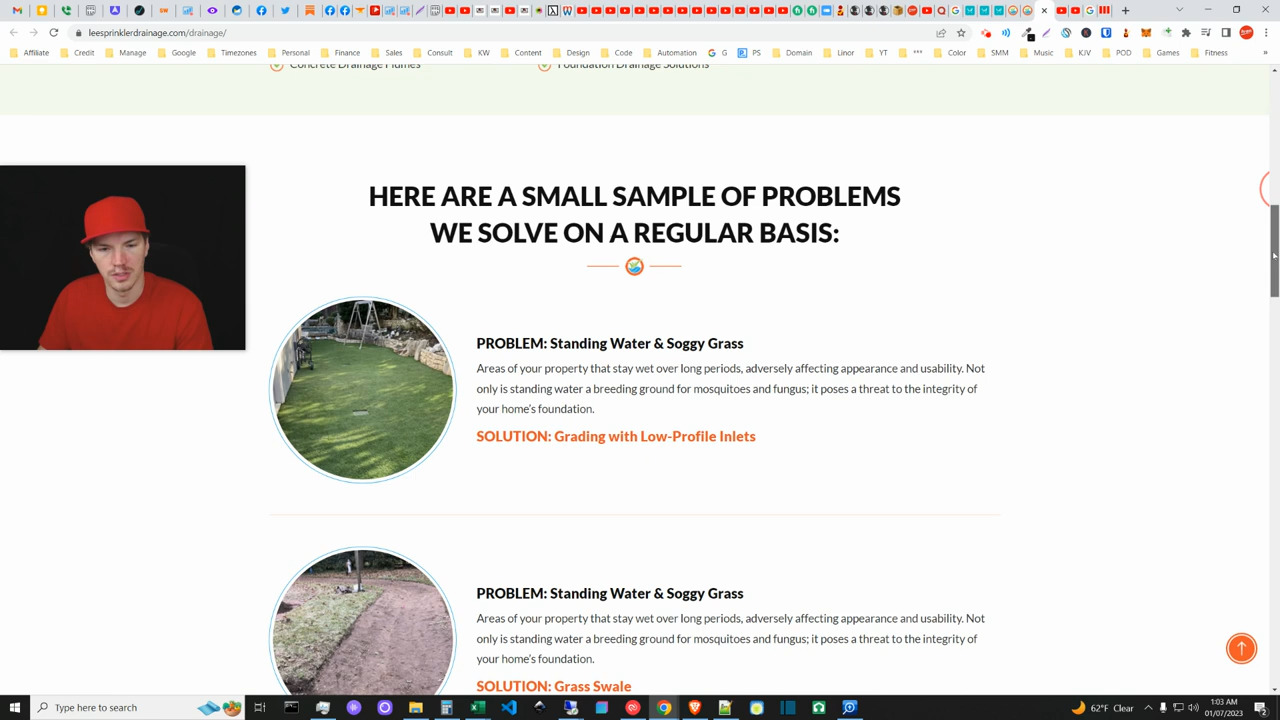 leesprinklerdrainage.com/drainage/
Affiliate
Credit
Manage
Google
Timezones
Personal
Finance
Sales
Consult
KW
Content
Design
Code
Automation
G
PS
Domain
Linor
YT
***
Color
SMM
Music
KJV
POD
Games
Fitness
Concrete Drainage Flumes
Foundation Drainage Solutions
HERE ARE A SMALL SAMPLE OF PROBLEMS
WE SOLVE ON A REGULAR BASIS:
PROBLEM: Standing Water & Soggy Grass
Areas of your property that stay wet over long periods, adversely affecting appearance and usability. Not
only is standing water a breeding ground for mosquitoes and fungus; it poses a threat to the integrity of
your home's foundation.
SOLUTION: Grading with Low-Profile Inlets
PROBLEM: Standing Water & Soggy Grass
Areas of your property that stay wet over long periods, adversely affecting appearance and usability. Not
only is standing water a breeding ground for mosquitoes and fungus; it poses a threat to the integrity of
your home's foundation.
SOLUTION: Grass Swale
Type here to search
62°F Clear
1:03 AM
01/07/2023